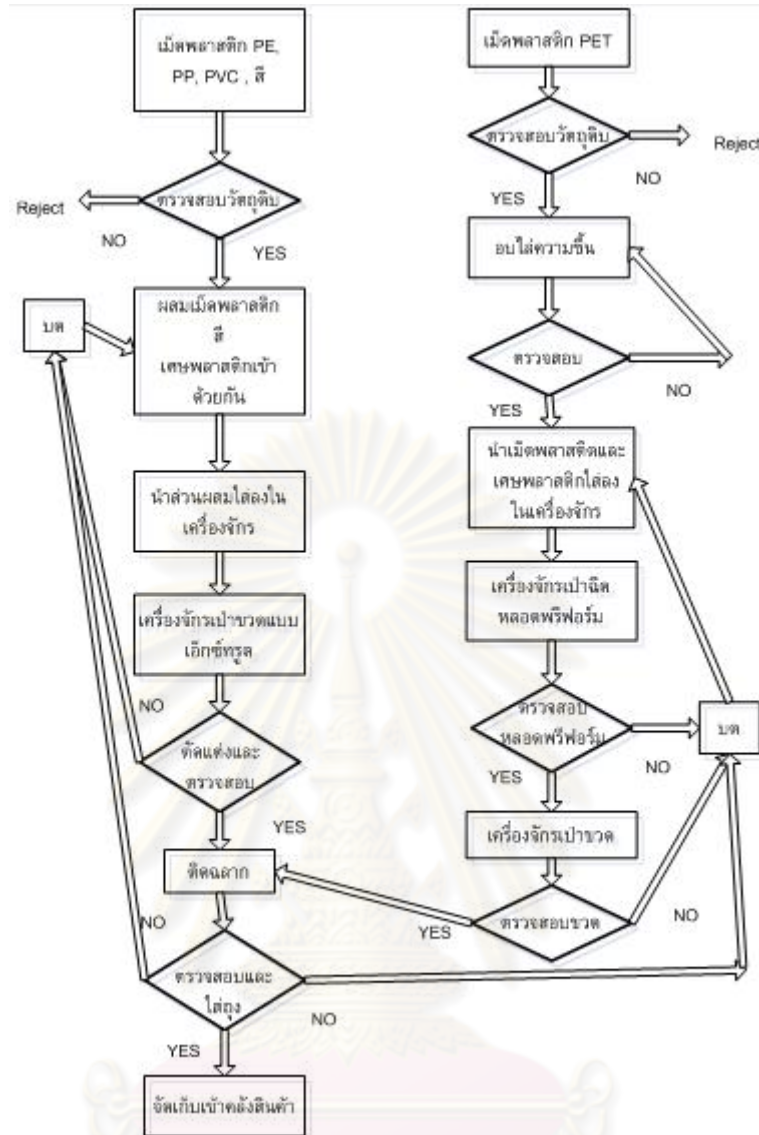 เม็ดพลาสติก PE,
PP, PVC , สี
ตรวจสอบวัตถุดิบ
Reject
NO
YES
บด
ผสมเม็ดพลาสติก
สี
เศษพลาสติกเข้า
ด้วยกัน
นำส่วนผสมใส่ลงใน
เครื่องจักร
เครื่องจักรเป่าขวดแบบ
เอ็กซ์ทรูด
NO
ตัดแต่งและ
ตรวจสอบ
YES
ติดฉลาก
NO
ตรวจสอบและ
ใส่ถุง
NO
YES
จัดเก็บเข้าคลังสินค้า
เม็ดพลาสติก PET
ตรวจสอบวัตถุดิบ
Reject
NO
YES
อบไล่ความชื้น
ตรวจสอบ
NO
YES
นำเม็ดพลาสติดและ
เศษพลาสติกใส่ลง
ในเครื่องจักร
เครื่องจักรเป่าฉีด
หลอดพรีฟอร์ม
ตรวจสอบ
หลอดพรีฟอร์ม
บด
NO
YES
เครื่องจักรเป่าขวด
ตรวจสอบขวด
NO
YES